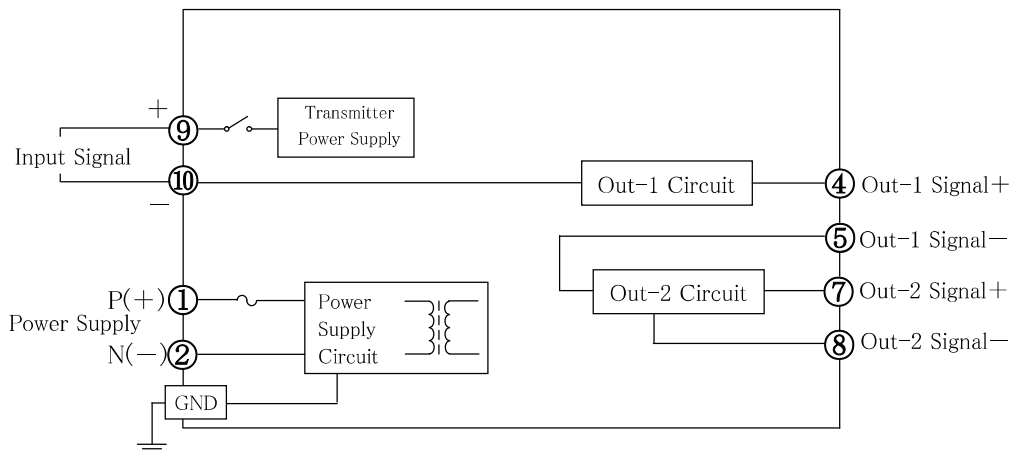 +
⑨
Transmitter
Power Supply
Input Signal
⑩
−
Out-1 Circuit
④ Out-1 Signal+
⑤ Out-1 Signal−
P(+) ①
Power Supply
N(−) ②
Power
Supply
Circuit
Out-2 Circuit
⑦ Out-2 Signal+
⑧ Out-2 Signal−
GND